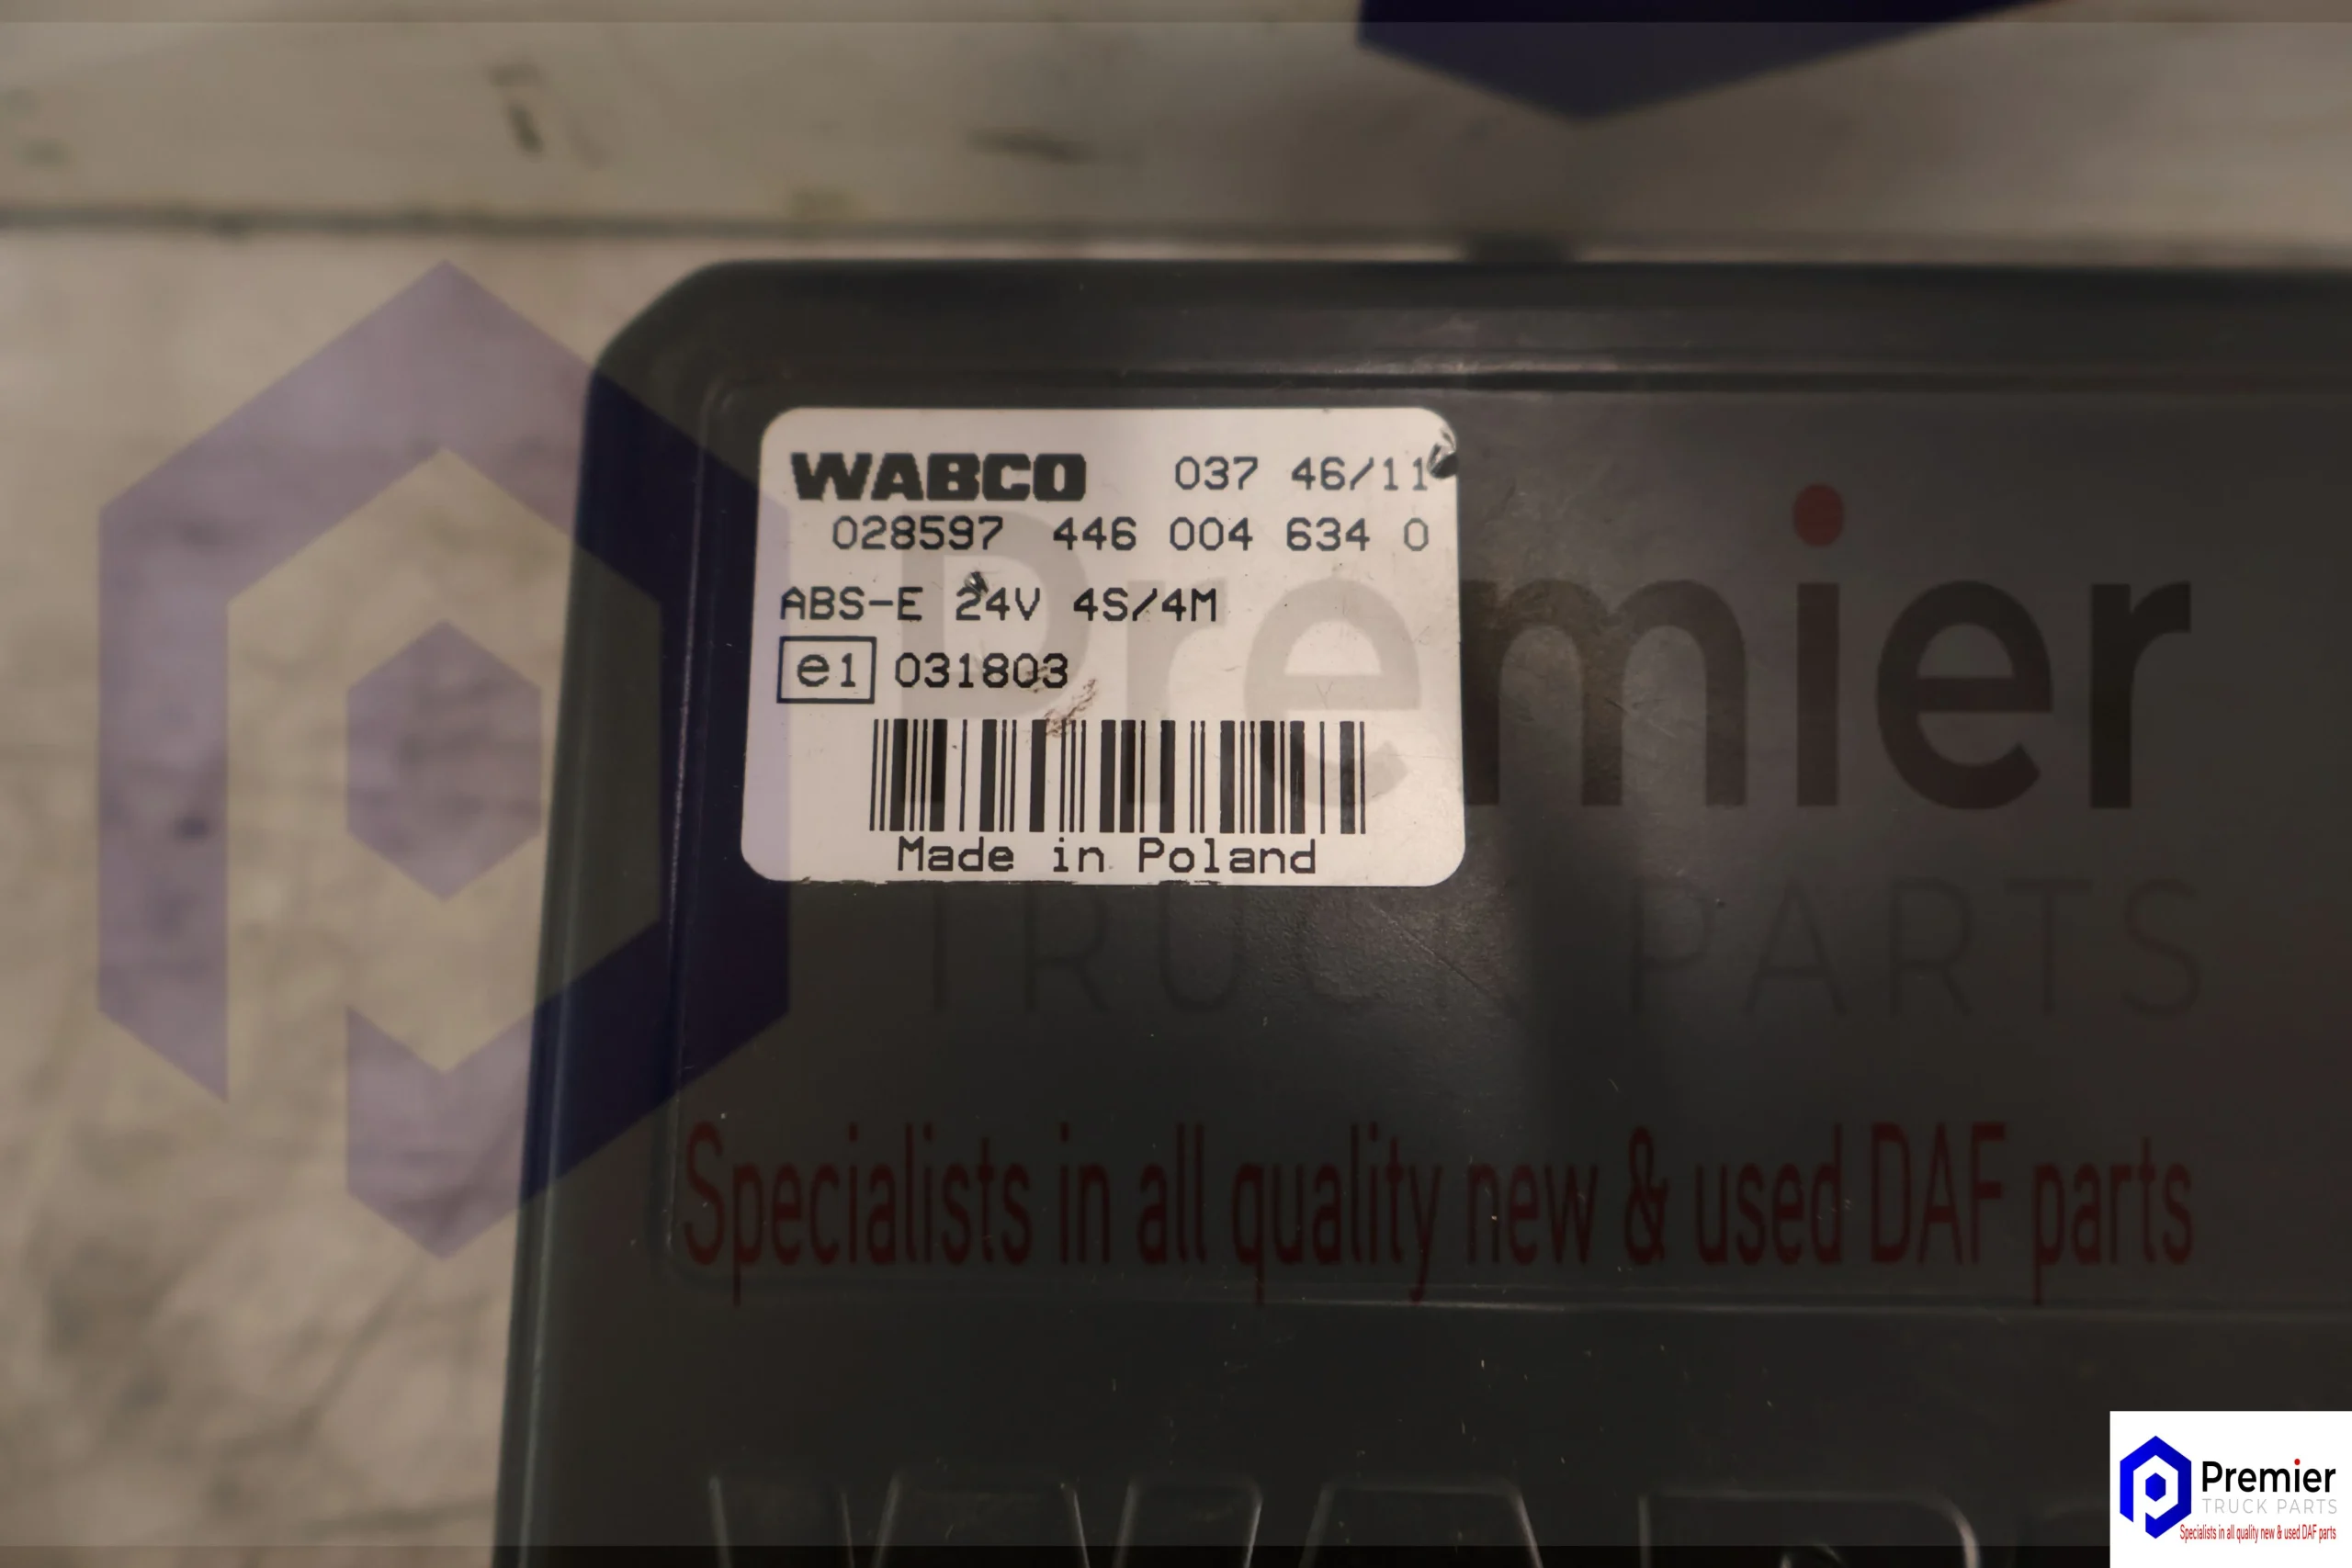 WABCO 037 46/11
028597 446 004 634 0
ABS-E 24V 4S/4M
e1 031803
Made in Poland
Premier
TRUCK PARTS
Specialists in all quality new & used DAF parts
Premier
TRUCK PARTS
Specialists in all quality new & used DAF parts